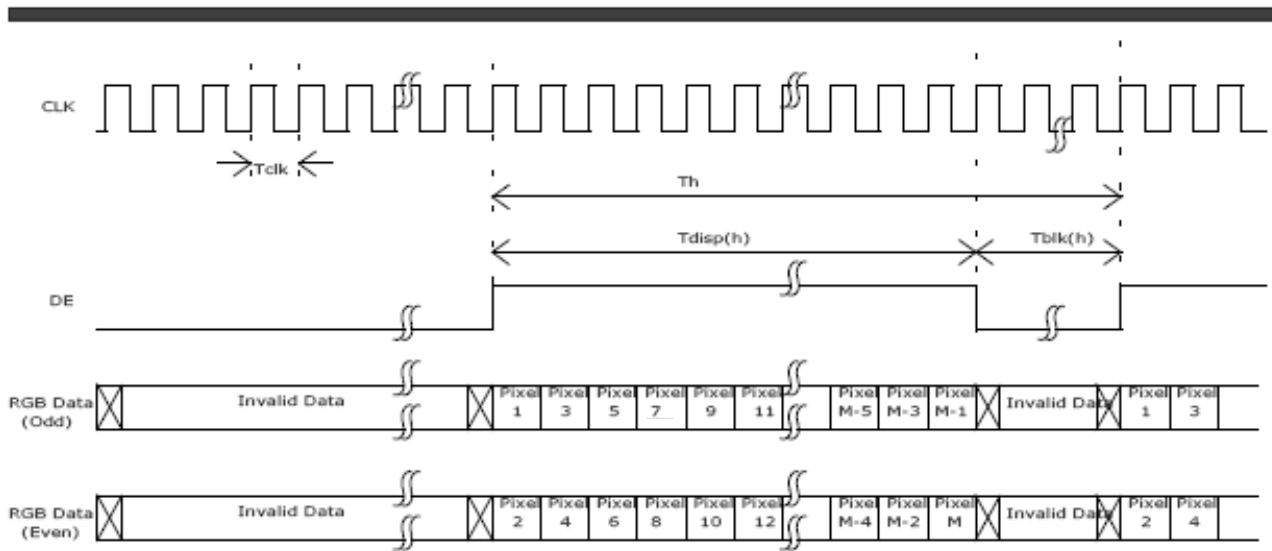 CLK
Tclk
Th
Tdisp(h)
Tblk(h)
DE
RGB Data
(Odd)
Invalid Data
Pixel
1
Pixel
3
Pixel
5
Pixel
7
Pixel
9
Pixel
11
Pixel
M-5
Pixel
M-3
Pixel
M-1
Invalid Data
Pixel
1
Pixel
3
RGB Data
(Even)
Invalid Data
Pixel
2
Pixel
4
Pixel
6
Pixel
8
Pixel
10
Pixel
12
Pixel
M-4
Pixel
M-2
Pixel
M
Invalid Data
Pixel
2
Pixel
4